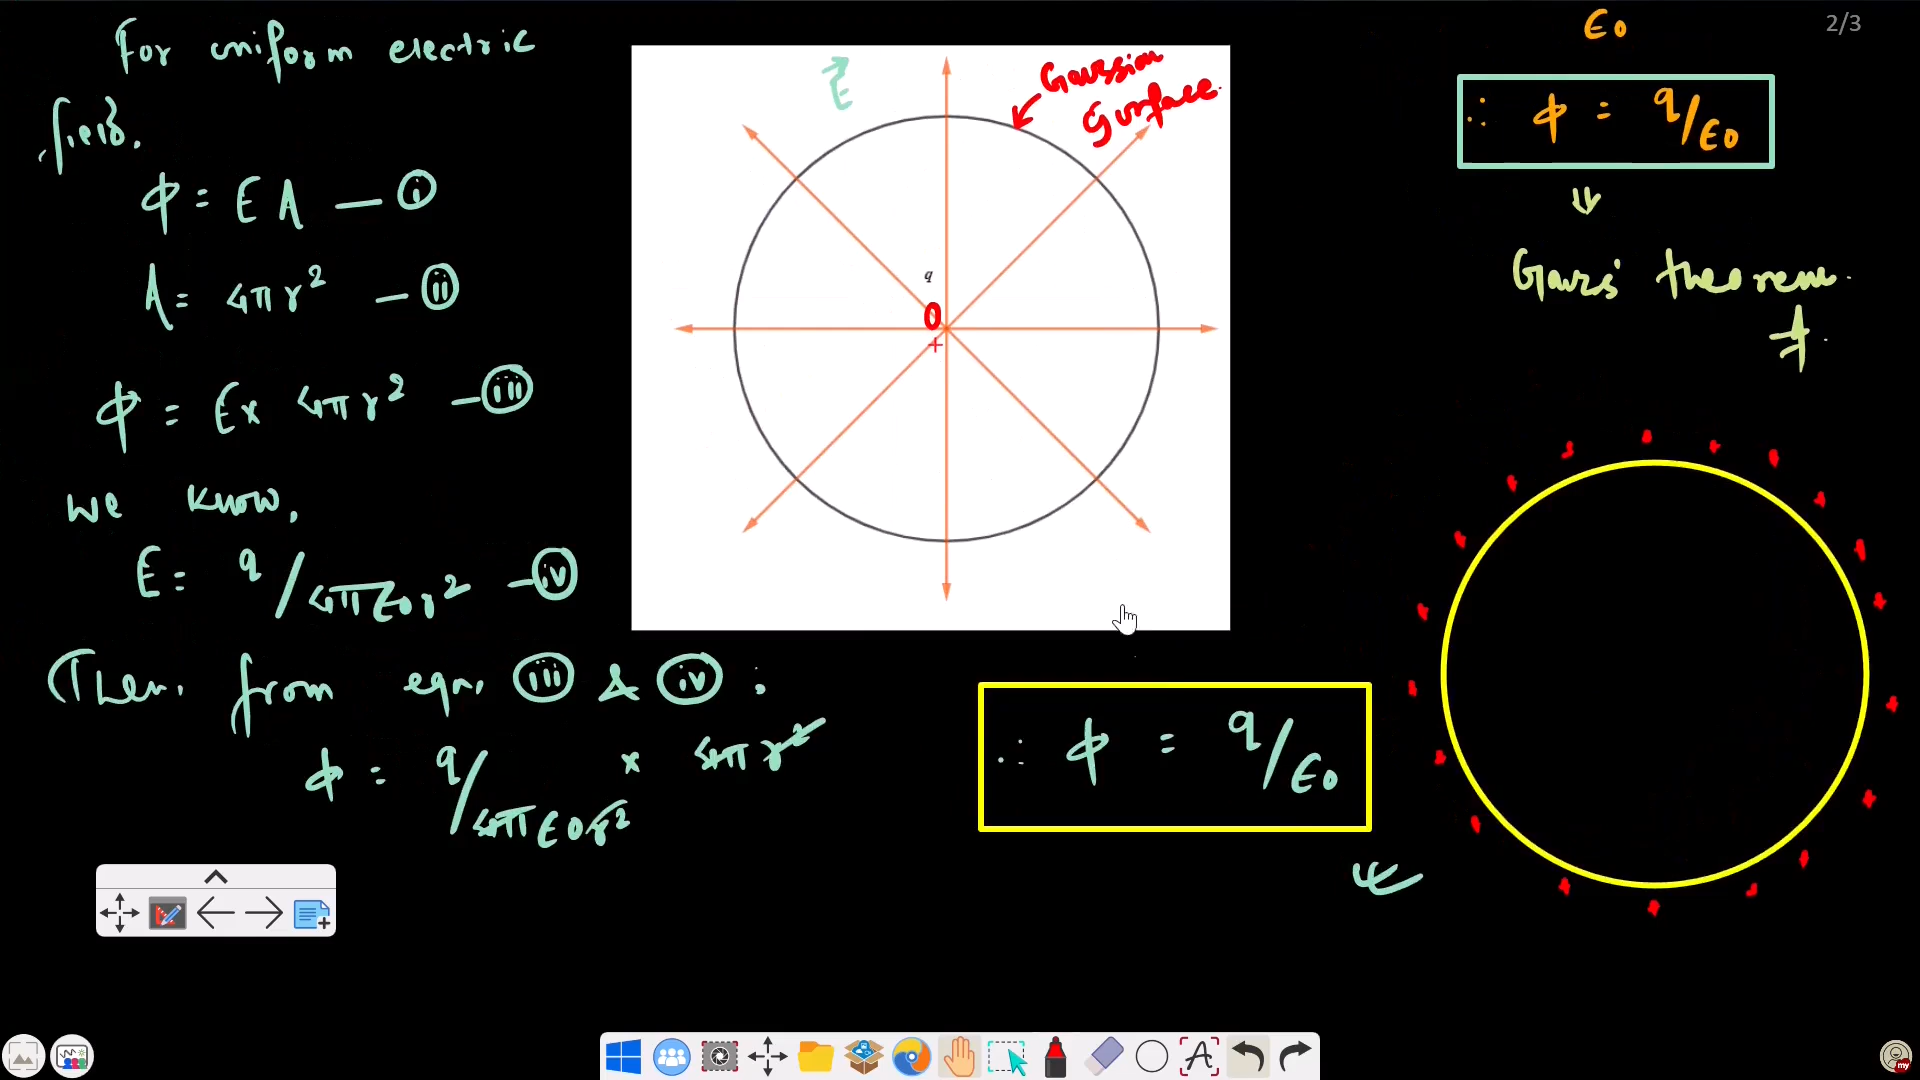 For uniform electric
field.
ϕ = E A — (i)
A = 4πr² — (ii)
ϕ = E × 4πr² — (iii)
We know,
E = q/4πε0r² — (iv)
Then. from eqn. (iii) & (iv) :
ϕ = q/4πε0r² × 4πr²
E
Gaussian
Surface.
q
0
+
∴ ϕ = q/ε0
ε0
2/3
∴ ϕ = q/ε0
⇓
Gauss' theorem.
A
my